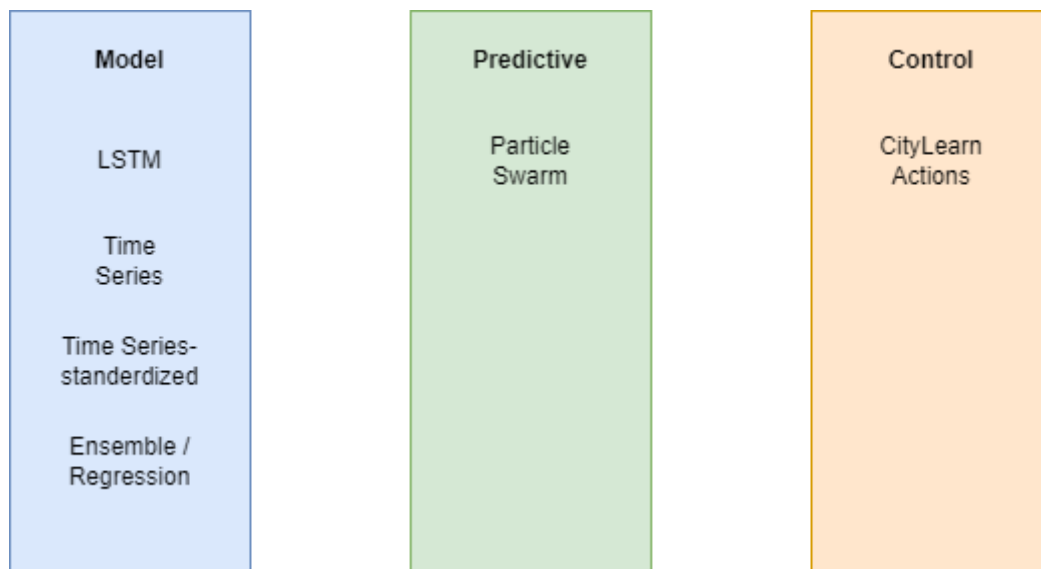 Model
LSTM
Time
Series
Time Series-
standerdized
Ensemble /
Regression
Predictive
Particle
Swarm
Control
CityLearn
Actions